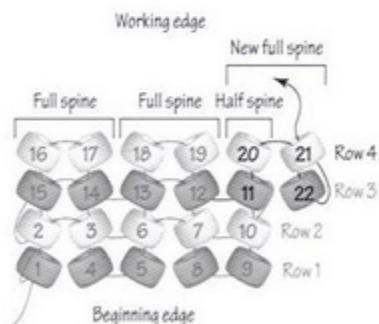 Working edge
New full spine
Full spine Full spine Half spine
16 17 18 19 20 21 Row 4
15 14 13 12 11 22 Row 3
2 3 6 7 10 Row 2
1 4 5 8 9 Row 1
Beginning edge